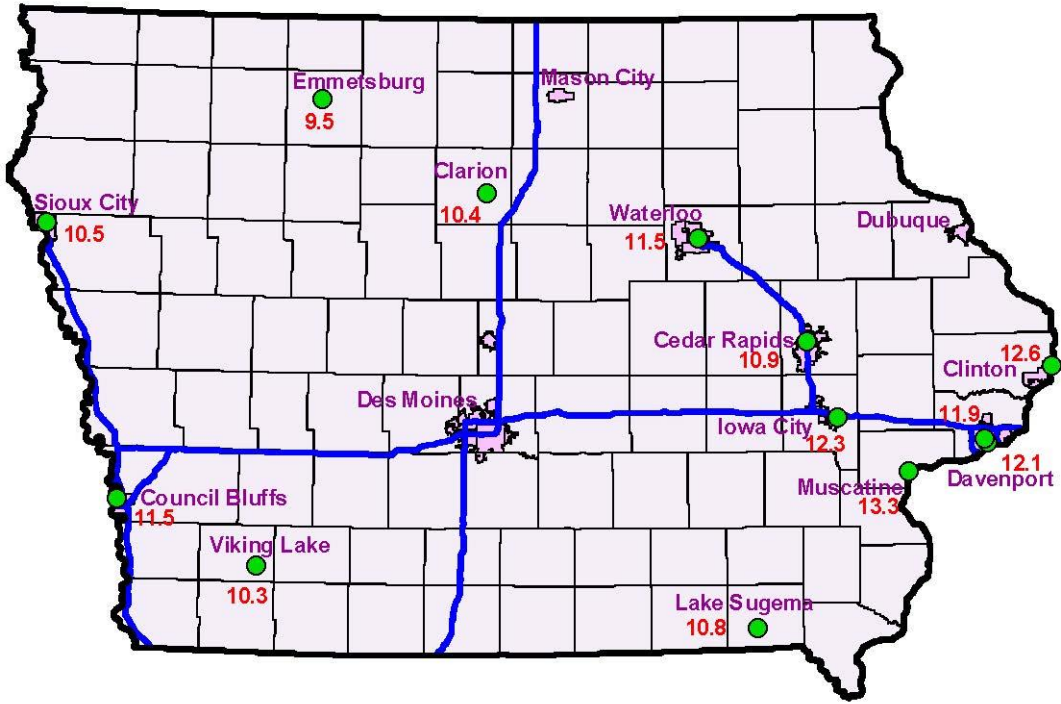 Emmetsburg
9.5
Mason City
Clarion
10.4
Sioux City
10.5
Waterloo
11.5
Dubuque
Cedar Rapids
10.9
12.6
Clinton
Des Moines
Iowa City
12.3
11.9
Davenport
12.1
Muscatine
13.3
Council Bluffs
11.5
Viking Lake
10.3
Lake Sugema
10.8